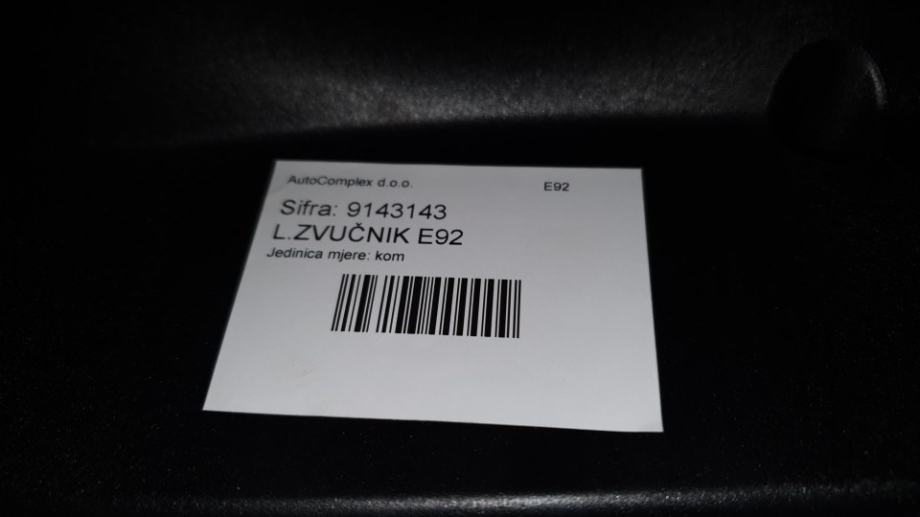 AutoComplex d.o.o. E92
Sifra: 9143143
L.ZVUČNIK E92
Jedinica mjere: kom